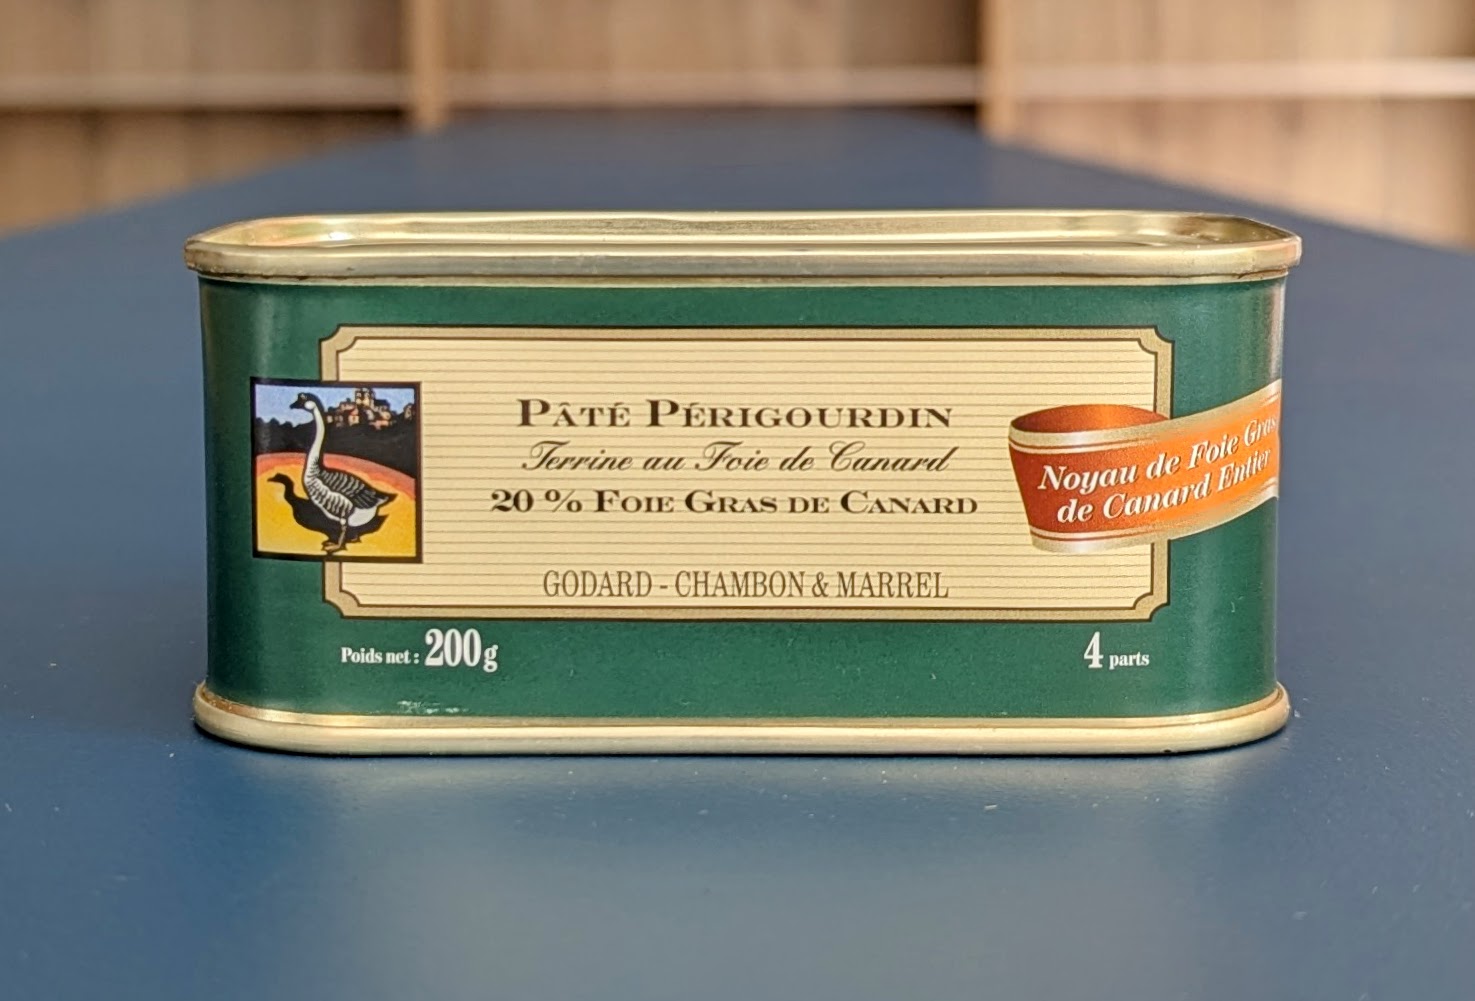 PÂTÉ PÉRIGOURDIN
Terrine au Foie de Canard
20 % FOIE GRAS DE CANARD
GODARD - CHAMBON & MARREL
Noyau de Foie Gras
de Canard Entier
Poids net : 200g
4 parts